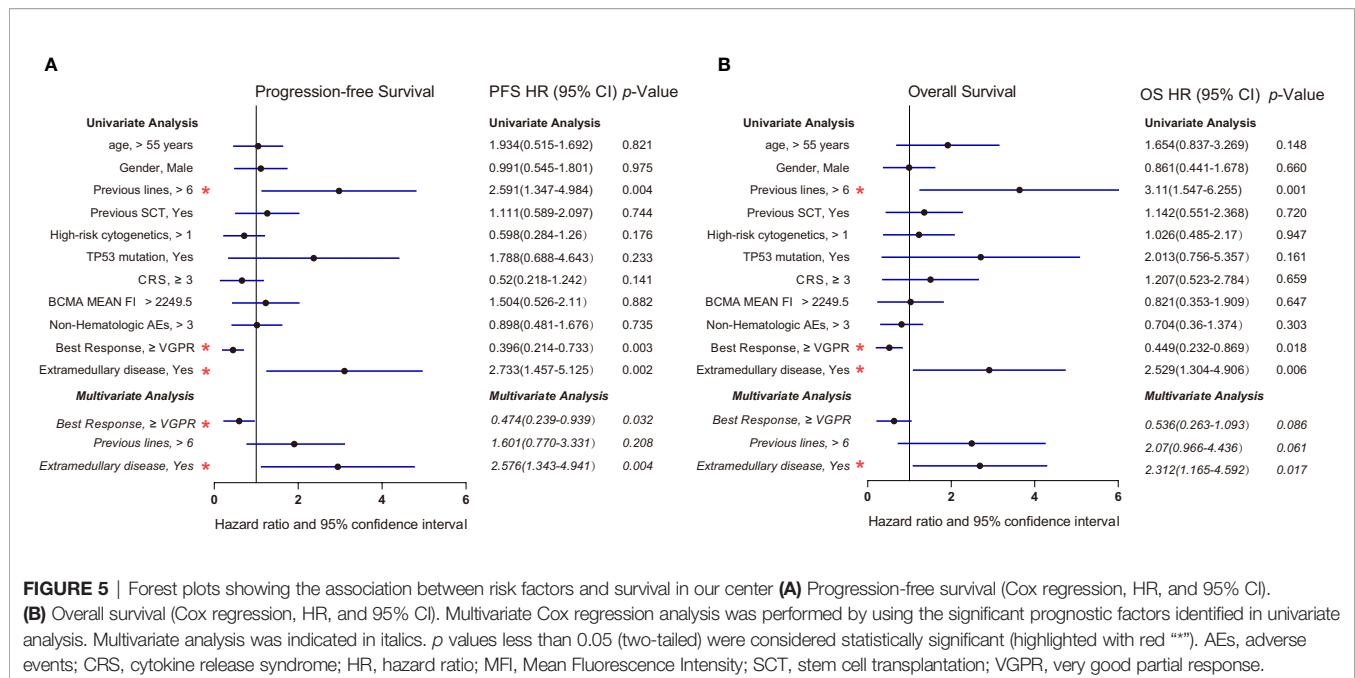 A
Progression-free Survival PFS HR (95% CI) p-Value
Univariate Analysis Univariate Analysis
age, > 55 years 1.934(0.515-1.692) 0.821
Gender, Male 0.991(0.545-1.801) 0.975
Previous lines, > 6 * 2.591(1.347-4.984) 0.004
Previous SCT, Yes 1.111(0.589-2.097) 0.744
High-risk cytogenetics, > 1 0.598(0.284-1.26) 0.176
TP53 mutation, Yes 1.788(0.688-4.643) 0.233
CRS, ≥ 3 0.52(0.218-1.242) 0.141
BCMA MEAN FI > 2249.5 1.504(0.526-2.11) 0.882
Non-Hematologic AEs, > 3 0.898(0.481-1.676) 0.735
Best Response, ≥ VGPR * 0.396(0.214-0.733) 0.003
Extramedullary disease, Yes * 2.733(1.457-5.125) 0.002
Multivariate Analysis Multivariate Analysis
Best Response, ≥ VGPR * 0.474(0.239-0.939) 0.032
Previous lines, > 6 1.601(0.770-3.331) 0.208
Extramedullary disease, Yes * 2.576(1.343-4.941) 0.004
0 2 4 6
Hazard ratio and 95% confidence interval
B
Overall Survival OS HR (95% CI) p-Value
Univariate Analysis Univariate Analysis
age, > 55 years 1.654(0.837-3.269) 0.148
Gender, Male 0.861(0.441-1.678) 0.660
Previous lines, > 6 * 3.11(1.547-6.255) 0.001
Previous SCT, Yes 1.142(0.551-2.368) 0.720
High-risk cytogenetics, > 1 1.026(0.485-2.17) 0.947
TP53 mutation, Yes 2.013(0.756-5.357) 0.161
CRS, ≥ 3 1.207(0.523-2.784) 0.659
BCMA MEAN FI > 2249.5 0.821(0.353-1.909) 0.647
Non-Hematologic AEs, > 3 0.704(0.36-1.374) 0.303
Best Response, ≥ VGPR * 0.449(0.232-0.869) 0.018
Extramedullary disease, Yes * 2.529(1.304-4.906) 0.006
Multivariate Analysis Multivariate Analysis
Best Response, ≥ VGPR 0.536(0.263-1.093) 0.086
Previous lines, > 6 2.07(0.966-4.436) 0.061
Extramedullary disease, Yes * 2.312(1.165-4.592) 0.017
0 2 4 6
Hazard ratio and 95% confidence interval
FIGURE 5 | Forest plots showing the association between risk factors and survival in our center (A) Progression-free survival (Cox regression, HR, and 95% CI).
(B) Overall survival (Cox regression, HR, and 95% CI). Multivariate Cox regression analysis was performed by using the significant prognostic factors identified in univariate
analysis. Multivariate analysis was indicated in italics. p values less than 0.05 (two-tailed) were considered statistically significant (highlighted with red “*”). AEs, adverse
events; CRS, cytokine release syndrome; HR, hazard ratio; MFI, Mean Fluorescence Intensity; SCT, stem cell transplantation; VGPR, very good partial response.